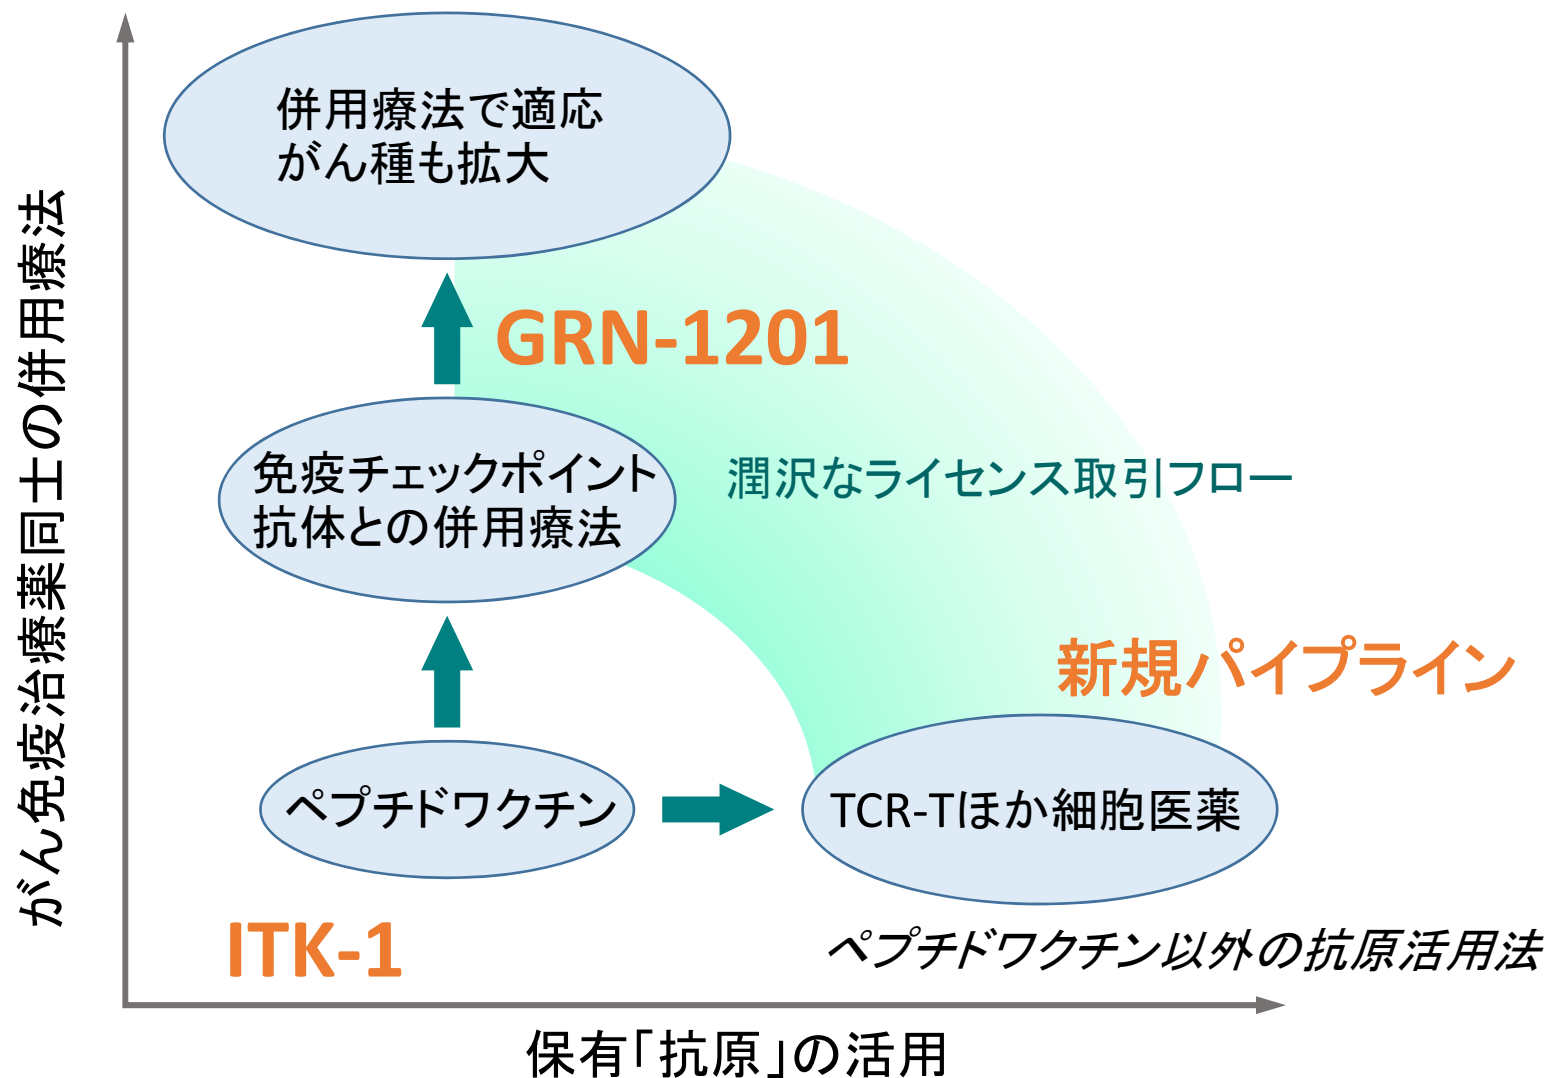 併用療法で適応
がん種も拡大
GRN-1201
免疫チェックポイント
抗体との併用療法
潤沢なライセンス取引フロー
新規パイプライン
ペプチドワクチン
TCR-Tほか細胞医薬
ITK-1
ペプチドワクチン以外の抗原活用法
がん免疫治療薬同士の併用療法
保有「抗原」の活用